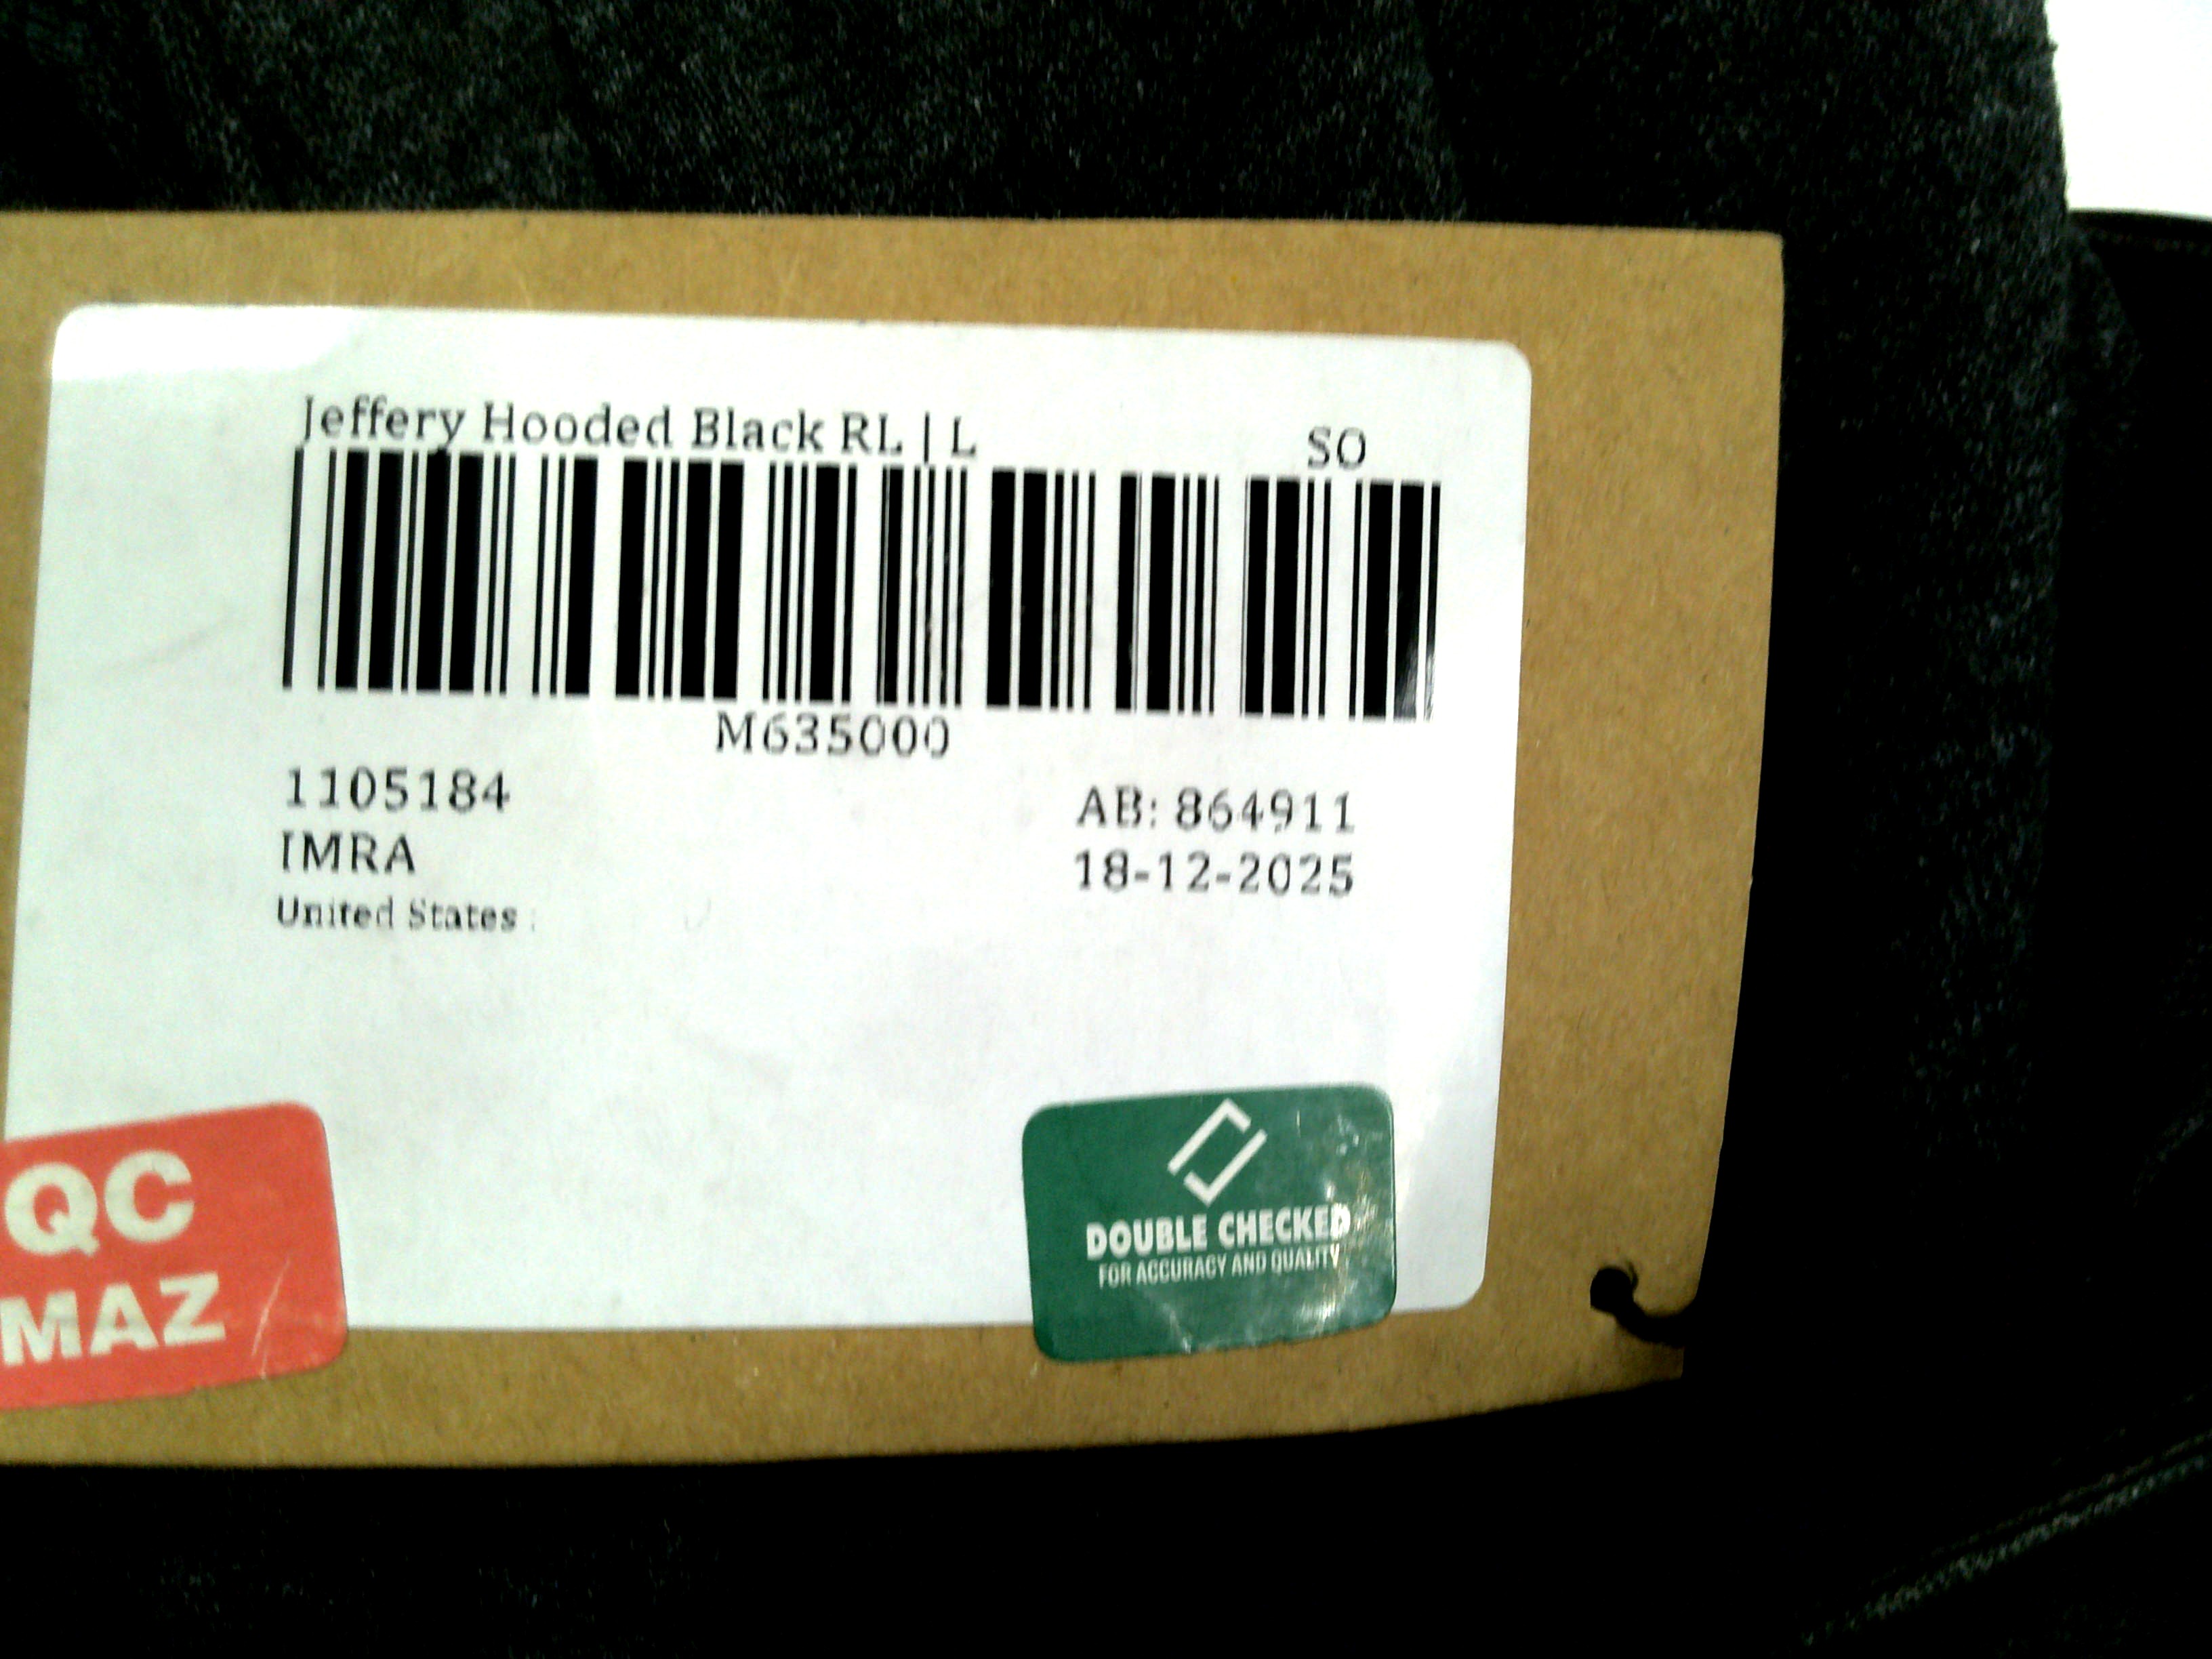 Jeffery Hooded Black RL | L SO
M635000
1105184 AB: 864911
IMRA 18-12-2025
United States :
QC
MAZ
DOUBLE CHECKED
FOR ACCURACY AND QUALITY